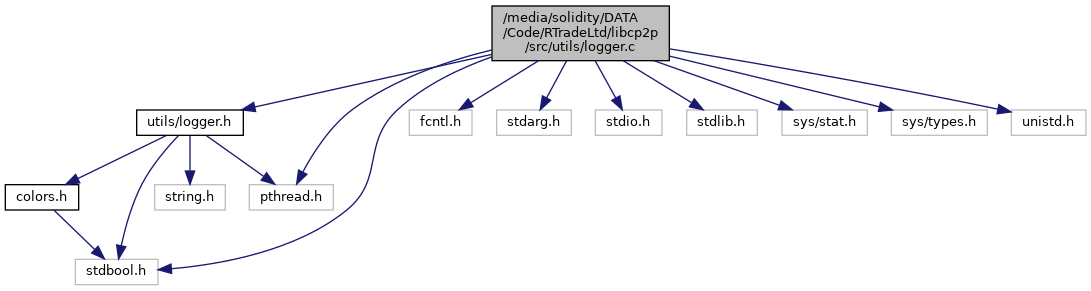 /media/solidity/DATA
/Code/RTradeLtd/libcp2p
/src/utils/logger.c
utils/logger.h
fcntl.h
stdarg.h
stdio.h
stdlib.h
sys/stat.h
sys/types.h
unistd.h
colors.h
string.h
pthread.h
stdbool.h